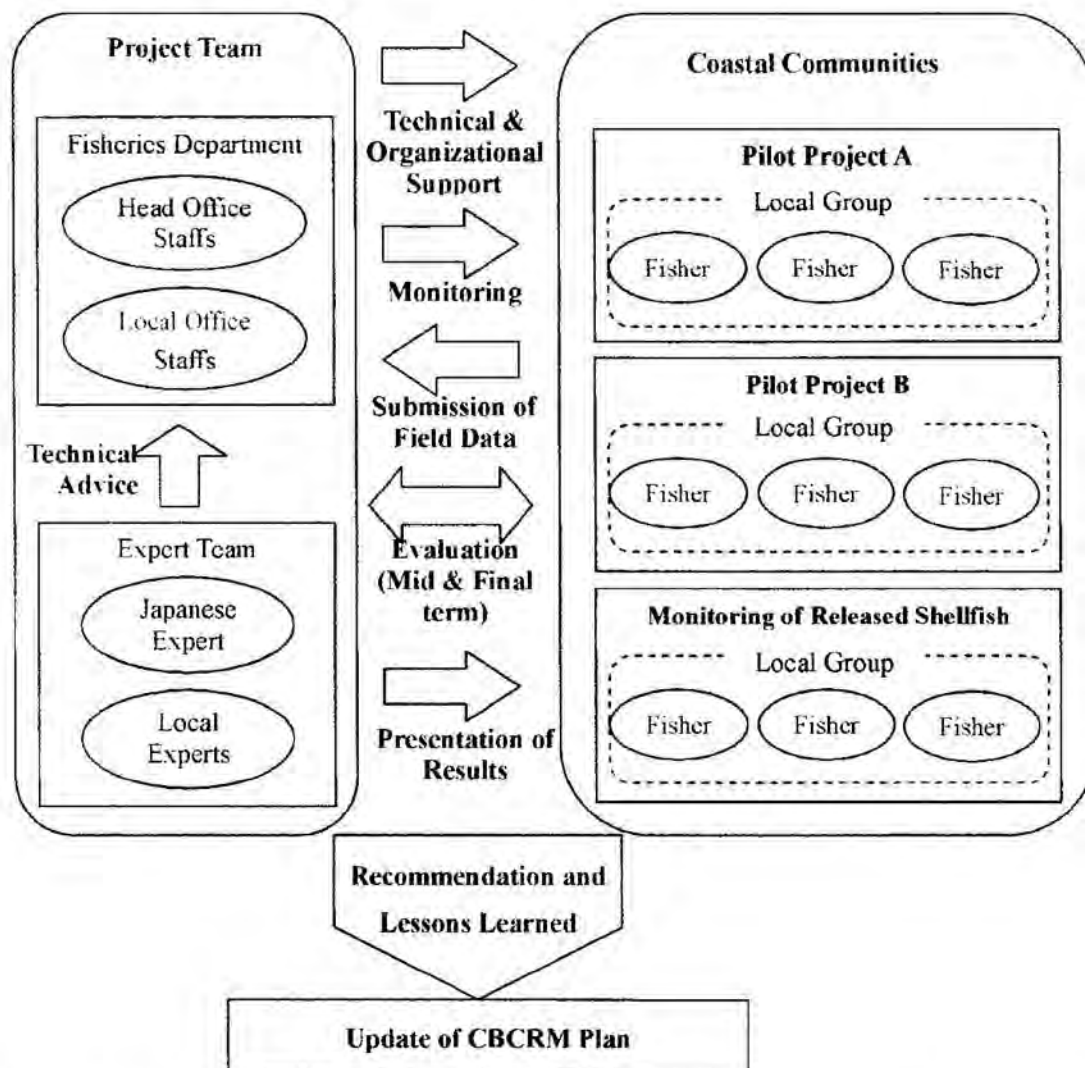 Project Team
Fisheries Department
Head Office
Staffs
Local Office
Staffs
Technical
Advice
Expert Team
Japanese
Expert
Local
Experts
Technical &
Organizational
Support
Monitoring
Submission of
Field Data
Evaluation
(Mid & Final
term)
Presentation of
Results
Coastal Communities
Pilot Project A
Local Group
Fisher
Fisher
Fisher
Pilot Project B
Local Group
Fisher
Fisher
Fisher
Monitoring of Released Shellfish
Local Group
Fisher
Fisher
Fisher
Recommendation and
Lessons Learned
Update of CBCRM Plan